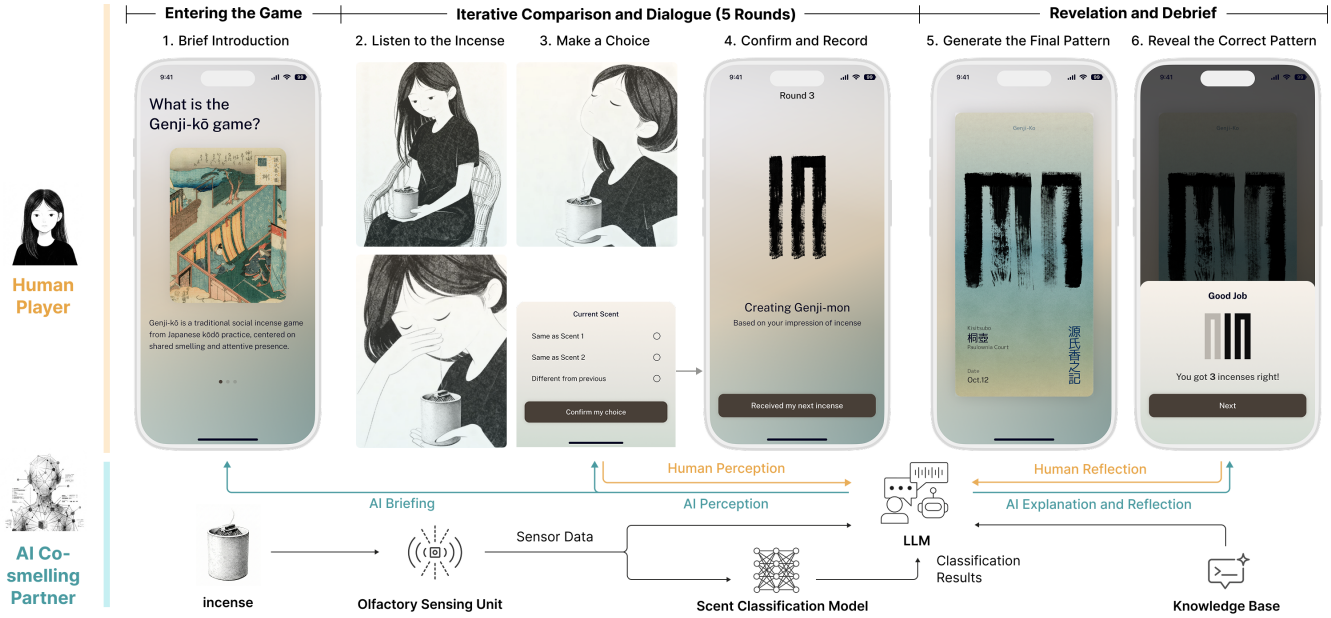 Entering the Game
Iterative Comparison and Dialogue (5 Rounds)
Revelation and Debrief
1. Brief Introduction
2. Listen to the Incense
3. Make a Choice
4. Confirm and Record
5. Generate the Final Pattern
6. Reveal the Correct Pattern
Human
Player
9:41
99
What is the
Genji-kō game?
Genji-kō is a traditional social incense game
from Japanese kōdō practice, centered on
shared smelling and attentive presence.
Current Scent
Same as Scent 1
Same as Scent 2
Different from previous
Confirm my choice
9:41
99
Round 3
Creating Genji-mon
Based on your impression of incense
Received my next incense
9:41
99
Genji-Ko
Kiritsubo
桐壺
Paulownia Court
Date
Oct.12
源氏香之記
9:41
99
Genji-Ko
Good Job
You got 3 incenses right!
Next
AI Co-
smelling
Partner
AI Briefing
Human Perception
AI Perception
Human Reflection
AI Explanation and Reflection
incense
Olfactory Sensing Unit
Sensor Data
Scent Classification Model
LLM
Classification
Results
Knowledge Base